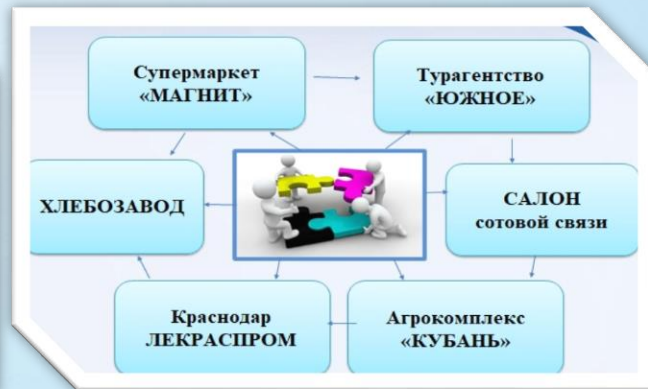 Супермаркет
«МАГНИТ»
Турагентство
«ЮЖНОЕ»
ХЛЕБОЗАВОД
САЛОН
сотовой связи
Краснодар
ЛЕКРАСПРОМ
Агрокомплекс
«КУБАНЬ»